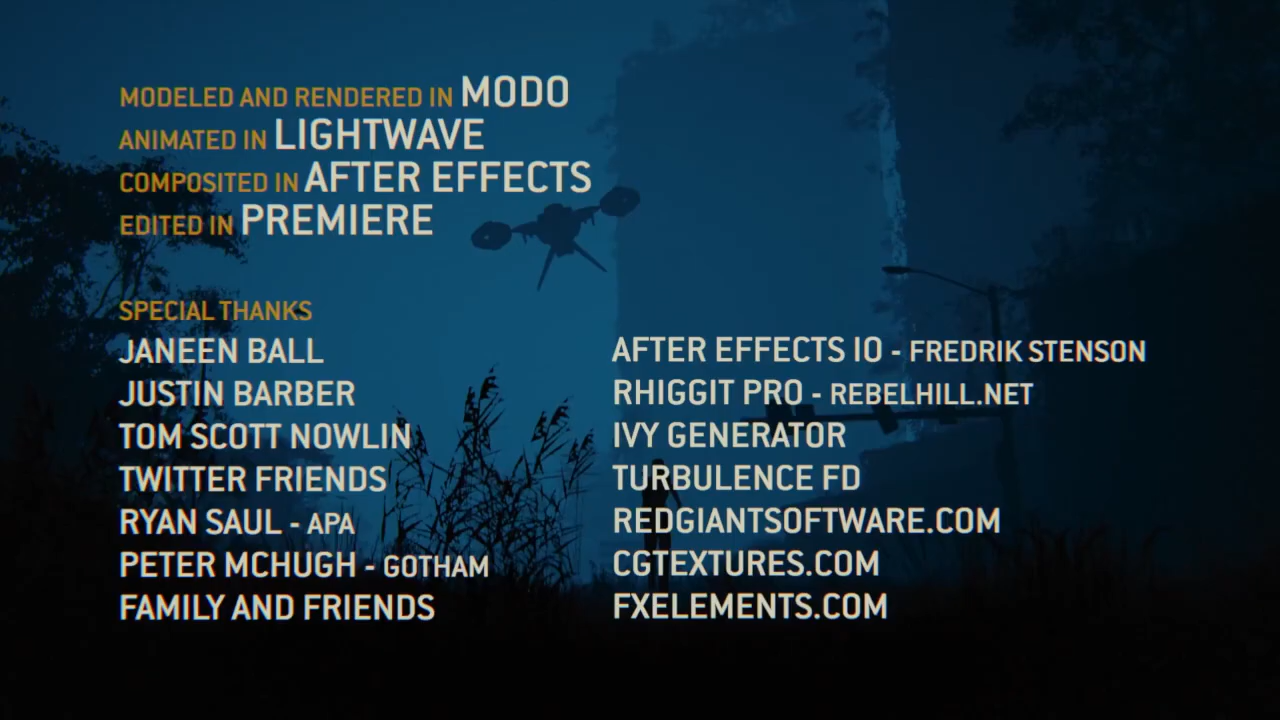 MODELED AND RENDERED IN MODO
ANIMATED IN LIGHTWAVE
COMPOSITED IN AFTER EFFECTS
EDITED IN PREMIERE
SPECIAL THANKS
JANEEN BALL
JUSTIN BARBER
TOM SCOTT NOWLIN
TWITTER FRIENDS
RYAN SAUL - APA
PETER MCHUGH - GOTHAM
FAMILY AND FRIENDS
AFTER EFFECTS IO - FREDRIK STENSON
RHIGGIT PRO - REBELHILL.NET
IVY GENERATOR
TURBULENCE FD
REDGIANTSOFTWARE.COM
CGTEXTURES.COM
FXELEMENTS.COM